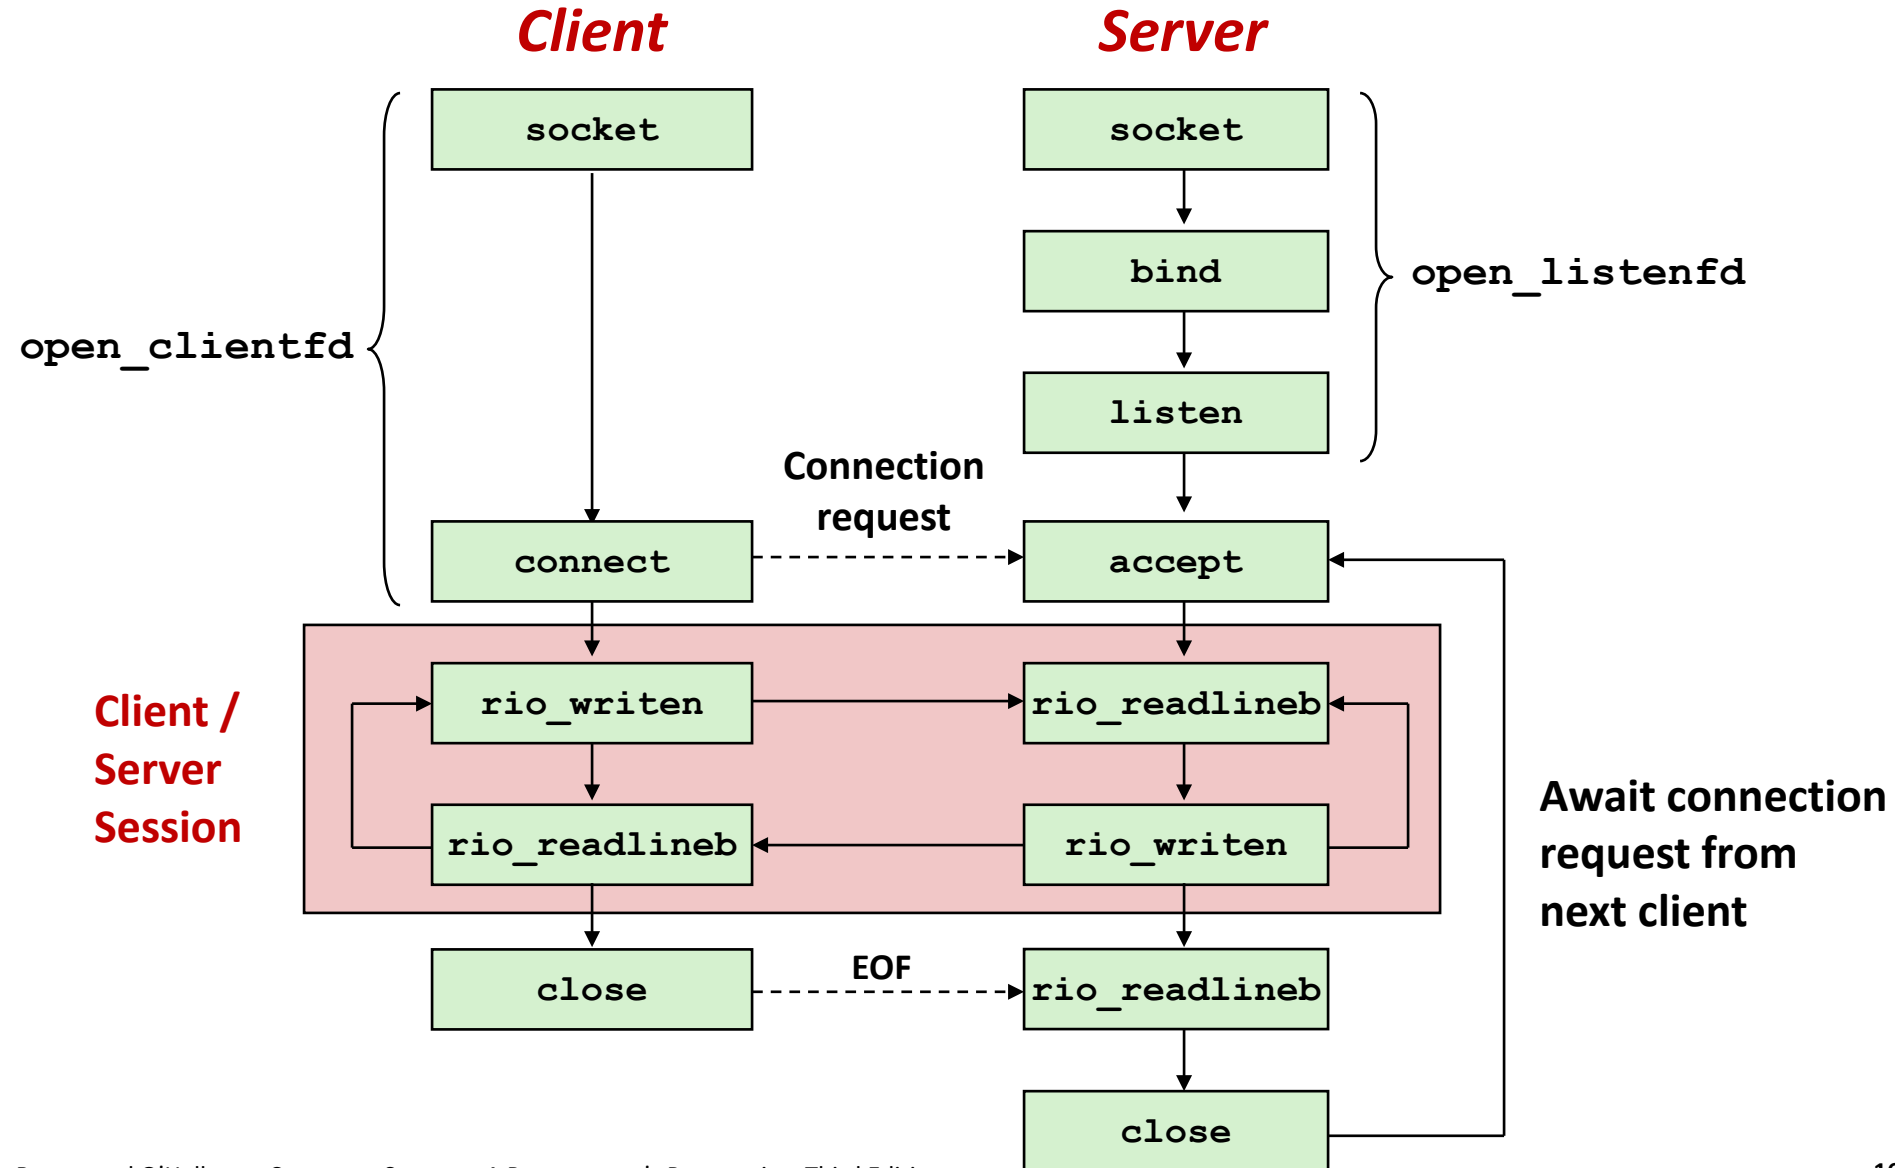 Client
Server
socket
socket
bind
open_listenfd
open_clientfd
listen
Connection
request
connect
accept
Client /
Server
Session
rio_writen
rio_readlineb
rio_readlineb
rio_writen
Await connection
request from
next client
close
EOF
rio_readlineb
close